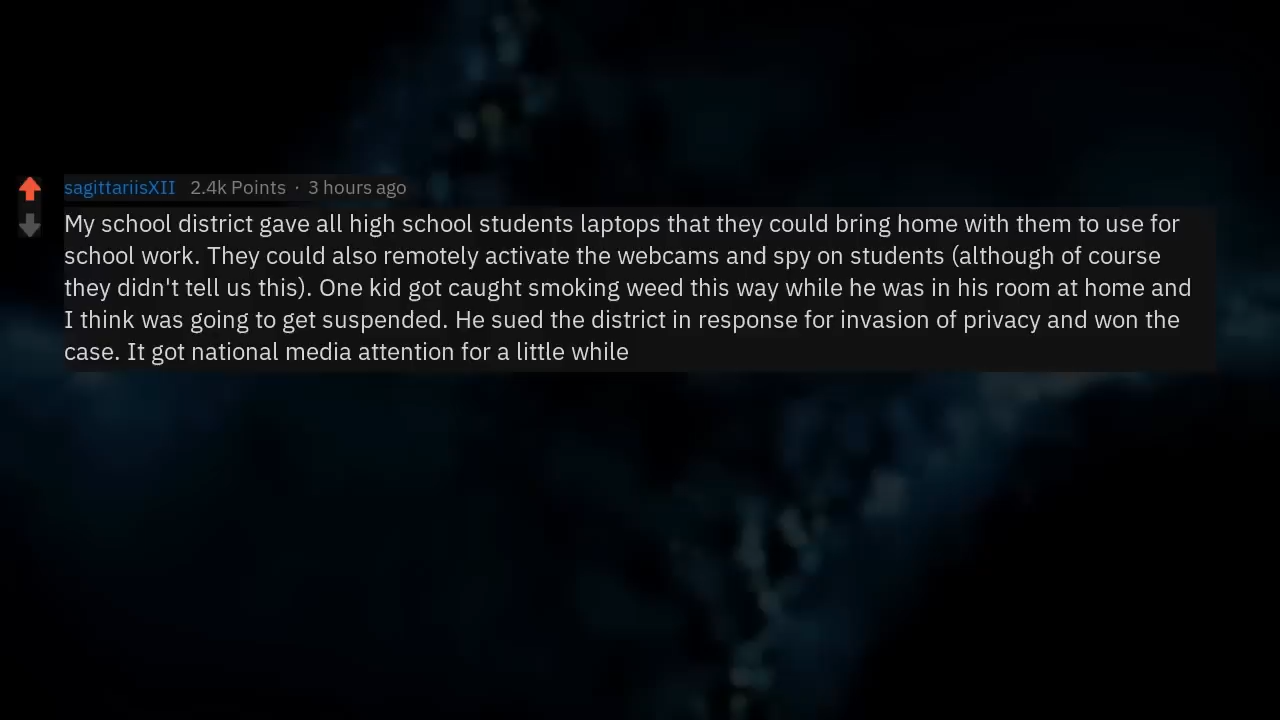 sagittariisXII 2.4k Points · 3 hours ago
My school district gave all high school students laptops that they could bring home with them to use for
school work. They could also remotely activate the webcams and spy on students (although of course
they didn't tell us this). One kid got caught smoking weed this way while he was in his room at home and
I think was going to get suspended. He sued the district in response for invasion of privacy and won the
case. It got national media attention for a little while